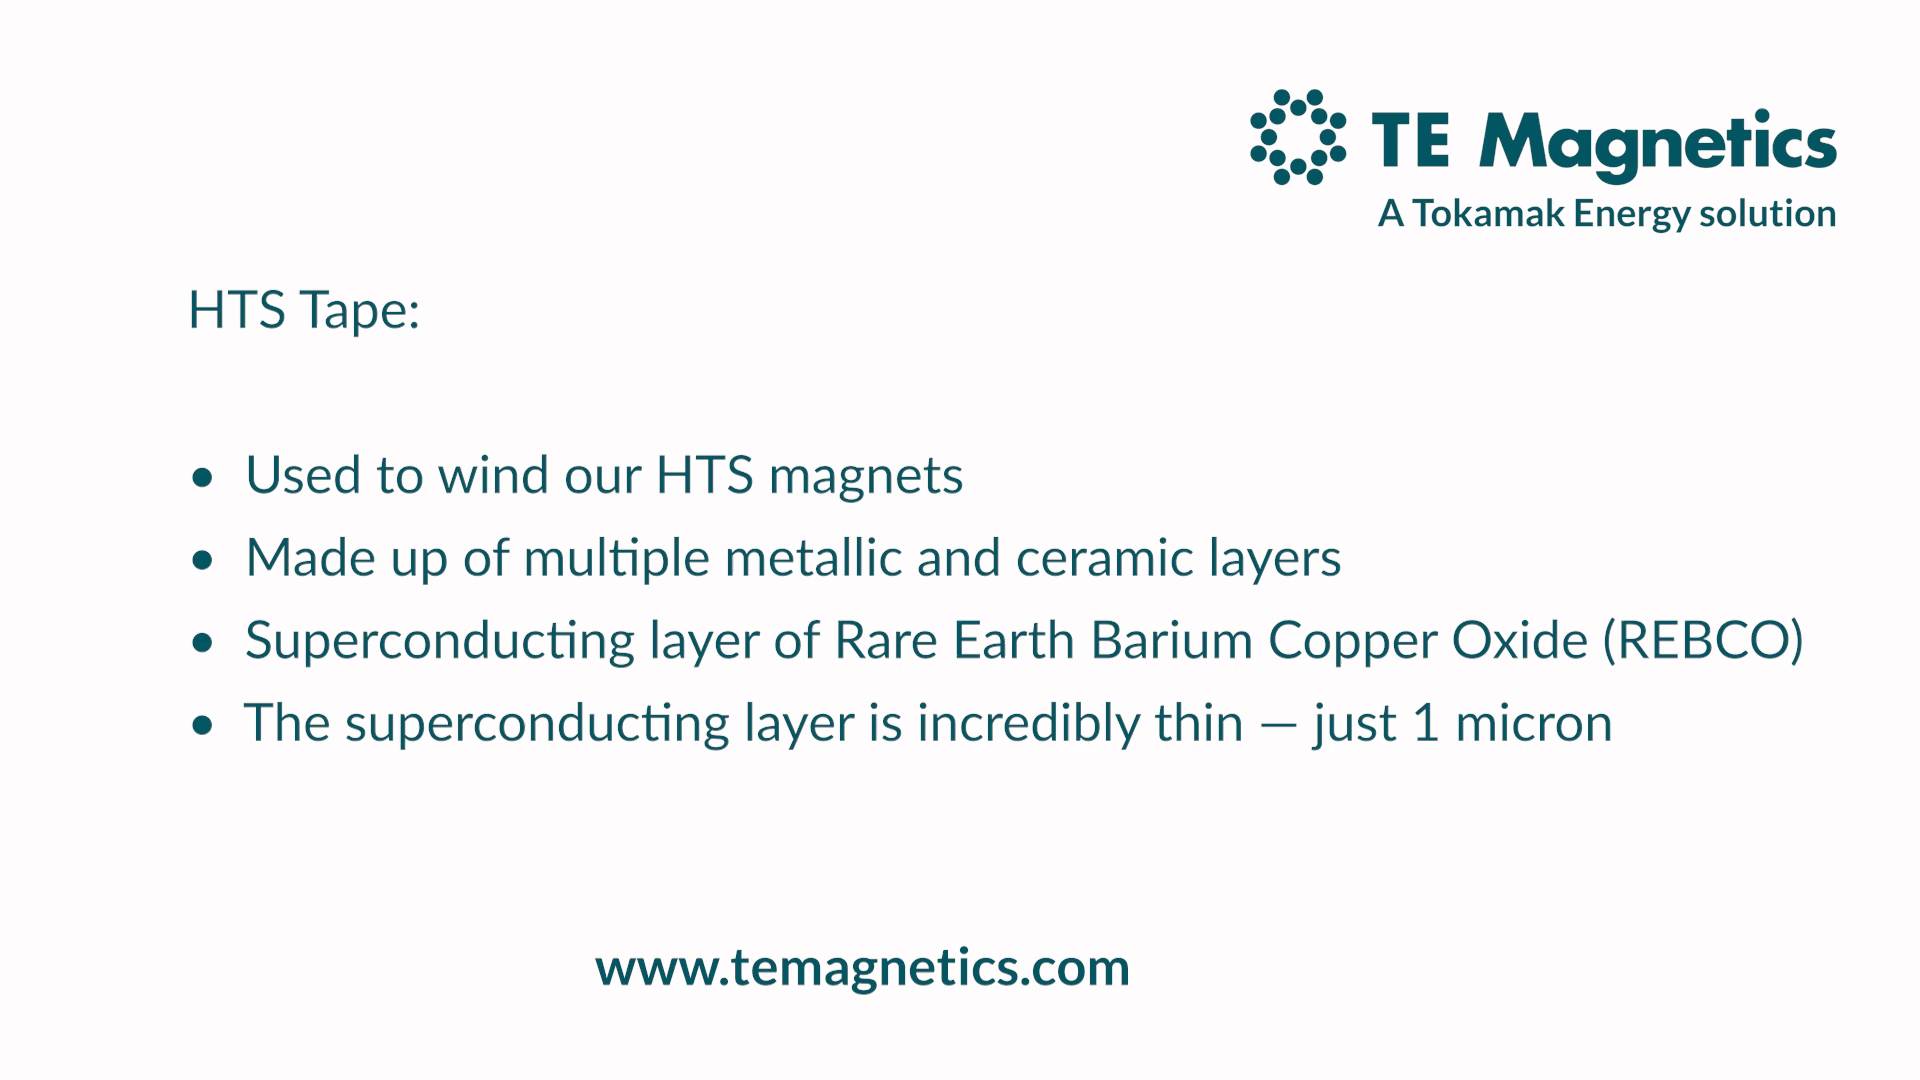 TE Magnetics
A Tokamak Energy solution
HTS Tape:
• Used to wind our HTS magnets
• Made up of multiple metallic and ceramic layers
• Superconducting layer of Rare Earth Barium Copper Oxide (REBCO)
• The superconducting layer is incredibly thin — just 1 micron
www.temagnetics.com